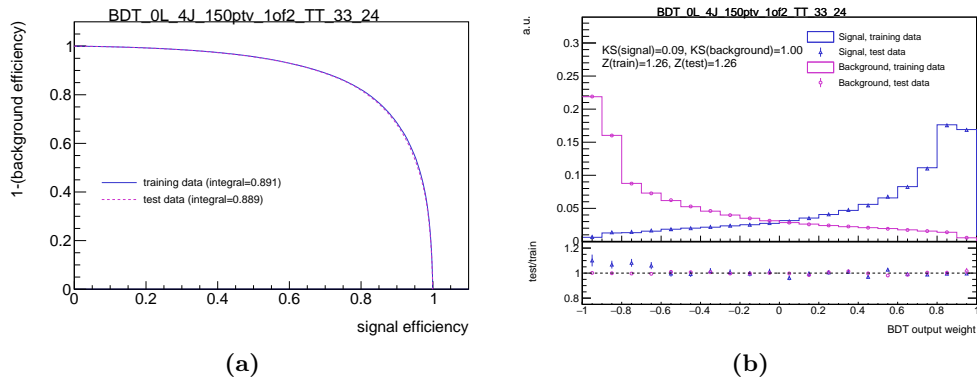 BDT_0L_4J_150ptv_1of2_TT_33_24
1-(background efficiency)
1
0.8
0.6
0.4
0.2
0
training data (integral=0.891)
test data (integral=0.889)
0 0.2 0.4 0.6 0.8 1
signal efficiency
(a)
BDT_0L_4J_150ptv_1of2_TT_33_24
a.u.
0.3
0.25
0.2
0.15
0.1
0.05
0
KS(signal)=0.09, KS(background)=1.00
Z(train)=1.26, Z(test)=1.26
Signal, training data
Signal, test data
Background, training data
Background, test data
test/train
1.2
1
0.8
−1 −0.8 −0.6 −0.4 −0.2 0 0.2 0.4 0.6 0.8 1
BDT output weight
(b)